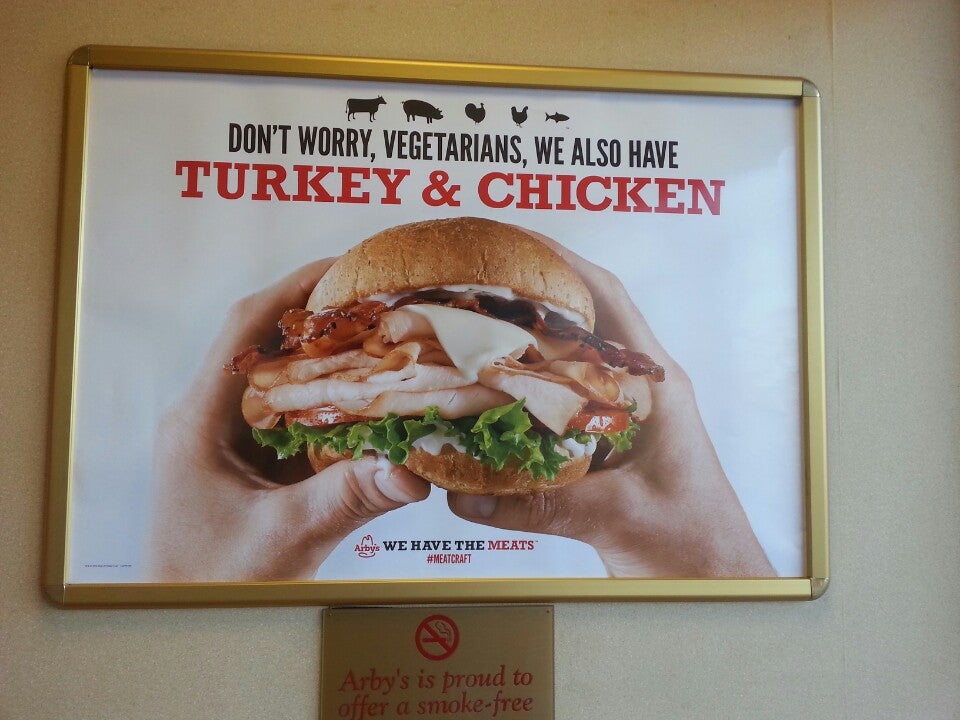 DON'T WORRY, VEGETARIANS, WE ALSO HAVE
TURKEY & CHICKEN
Arby's WE HAVE THE MEATS™
#MEATCRAFT
Arby's is proud to
offer a smoke-free